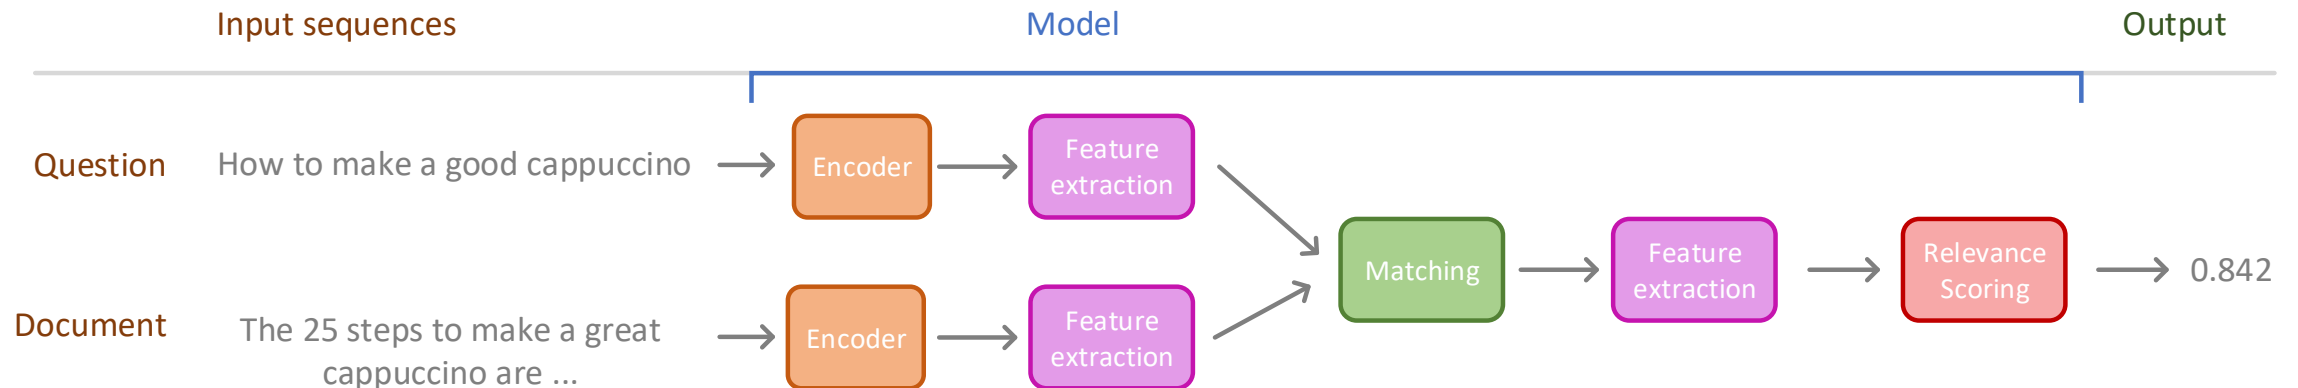 Input sequences
Model
Output
Question
How to make a good cappuccino
Encoder
Feature
extraction
Matching
Feature
extraction
Relevance
Scoring
0.842
Document
The 25 steps to make a great
cappuccino are ...
Encoder
Feature
extraction